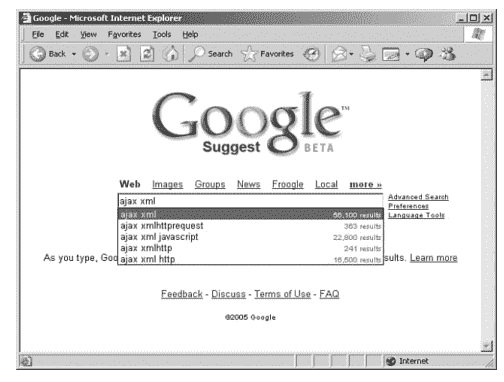 Google - Microsoft Internet Explorer
File Edit View Favorites Tools Help
Back Search Favorites
Google™
Suggest BETA
Web Images Groups News Froogle Local more »
ajax xml
Advanced Search
Preferences
Language Tools
ajax xml 58,100 results
ajax xmlhttprequest 363 results
ajax xml javascript 22,800 results
ajax xmlhttp 241 results
ajax xml http 16,500 results
As you type, Goo sults. Learn more
Feedback - Discuss - Terms of Use - FAQ
©2005 Google
Internet